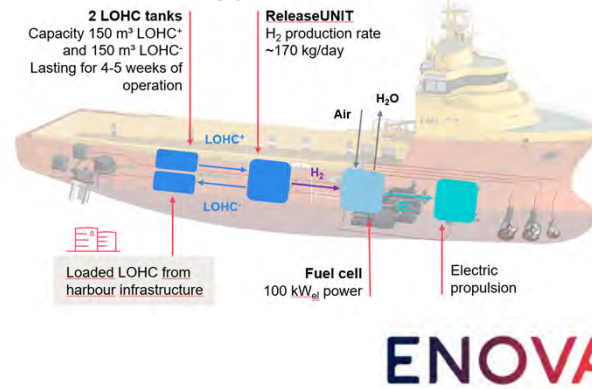 2 LOHC tanks
Capacity 150 m³ LOHC⁺
and 150 m³ LOHC⁻
Lasting for 4-5 weeks of
operation
ReleaseUNIT
H₂ production rate
~170 kg/day
Air
H₂O
LOHC⁺
H₂
LOHC⁻
Loaded LOHC from
harbour infrastructure
Fuel cell
100 kWₑₗ power
Electric
propulsion
ENOVA